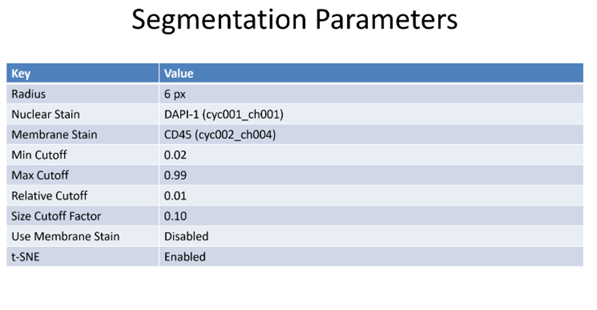 Segmentation Parameters
Key Value
Radius 6 px
Nuclear Stain DAPI-1 (cyc001_ch001)
Membrane Stain CD45 (cyc002_ch004)
Min Cutoff 0.02
Max Cutoff 0.99
Relative Cutoff 0.01
Size Cutoff Factor 0.10
Use Membrane Stain Disabled
t-SNE Enabled